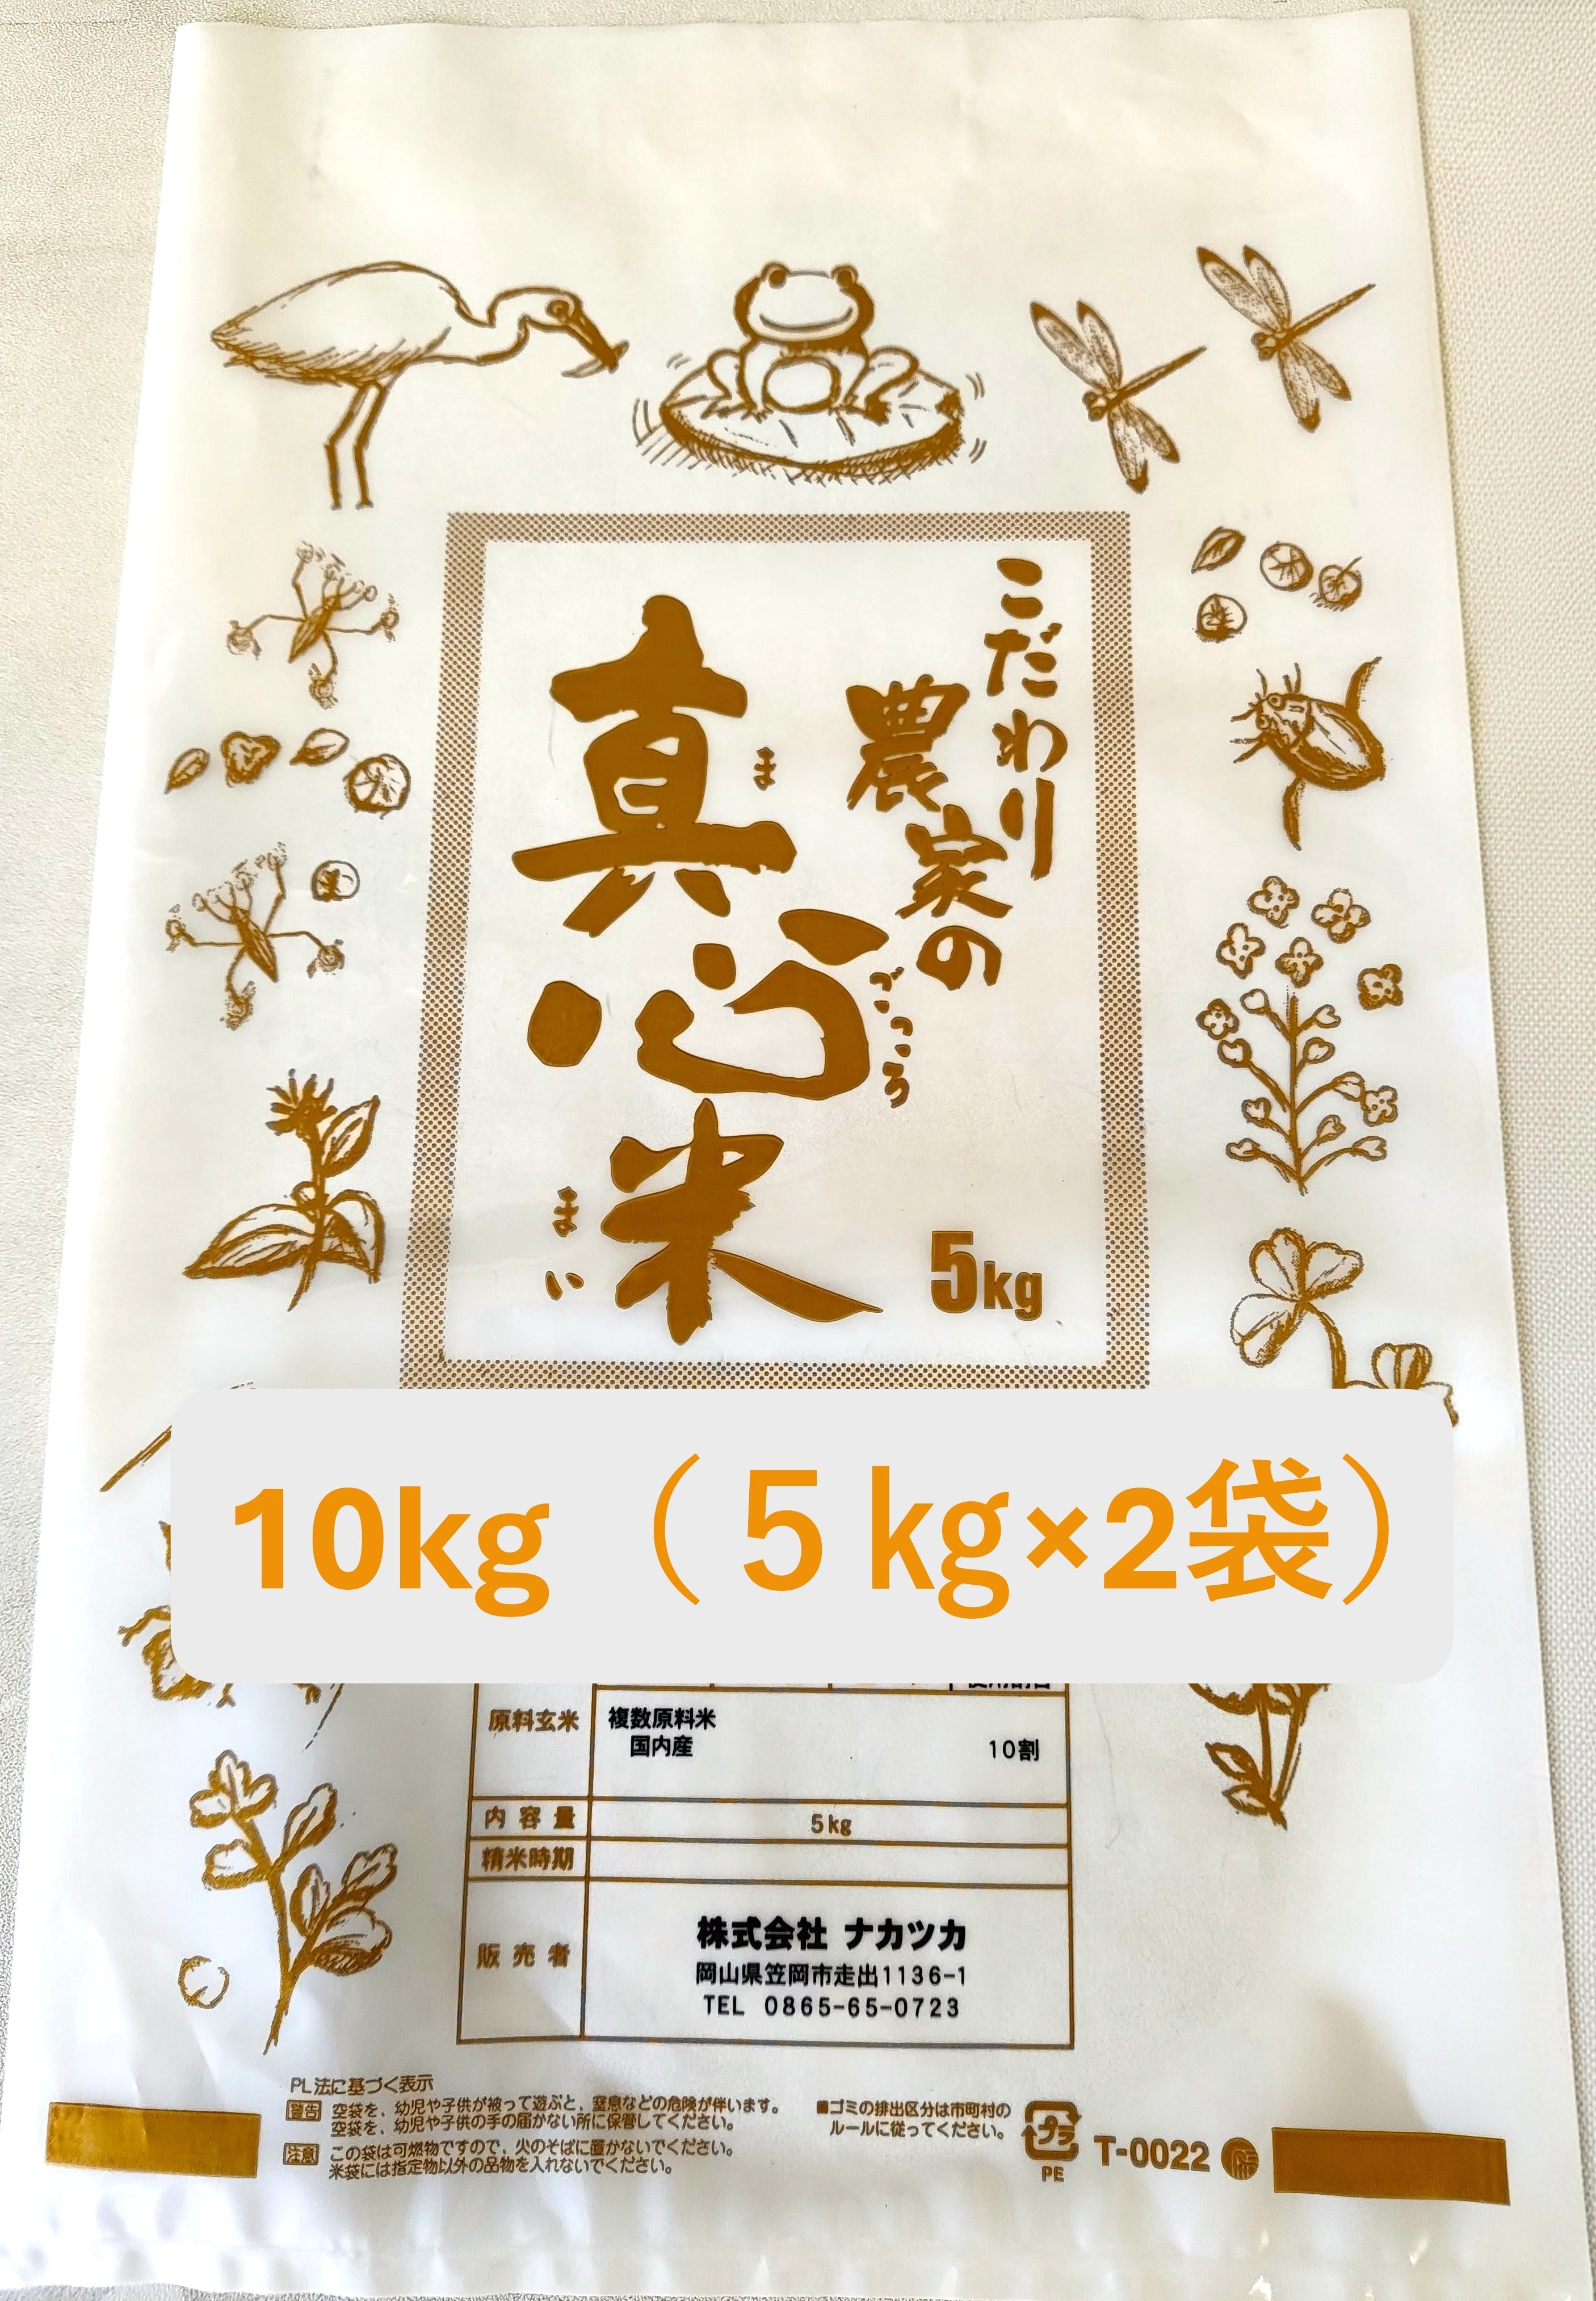 こだわり
農家の
真心米
まごころ
まい
5kg
10kg（５㎏×2袋）
原料玄米
複数原料米
国内産 10割
内容量 5kg
精米時期
販売者
株式会社 ナカツカ
岡山県笠岡市走出1136-1
TEL 0865-65-0723
PL法に基づく表示
警告 空袋を、幼児や子供が被って遊ぶと、窒息などの危険が伴います。
空袋を、幼児や子供の手の届かない所に保管してください。
注意 この袋は可燃物ですので、火のそばに置かないでください。
米袋には指定物以外の品物を入れないでください。
■ゴミの排出区分は市町村の
ルールに従ってください。
プラ
PE
T-0022